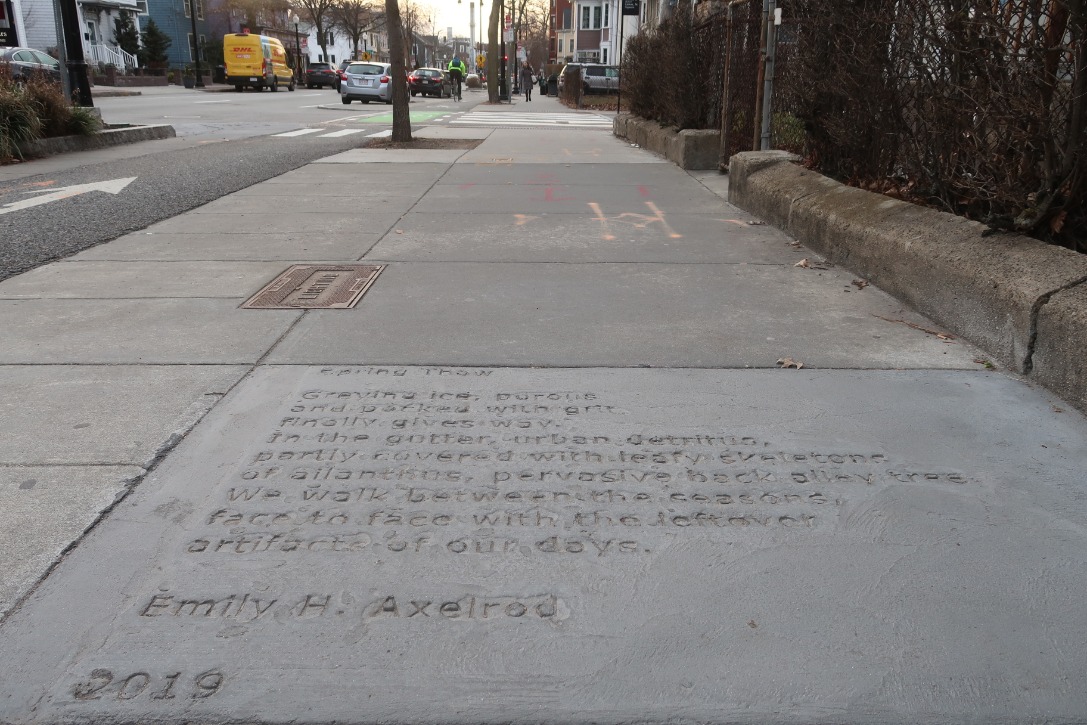 DHL
Spring Thaw
Graying ice, porous
and pocked with grit,
finally gives way.
In the gutter, urban detritus,
partly covered with leafy skeletons
of ailanthus, pervasive back alley tree.
We walk between the seasons,
face to face with the leftover
artifacts of our days.
Emily H. Axelrod
2019